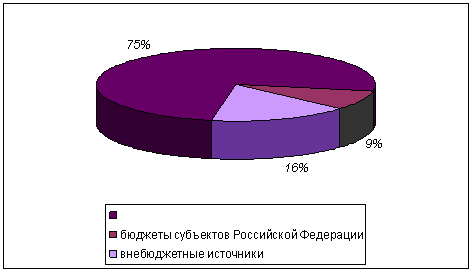 75%
9%
16%
бюджеты субъектов Российской Федерации
внебюджетные источники